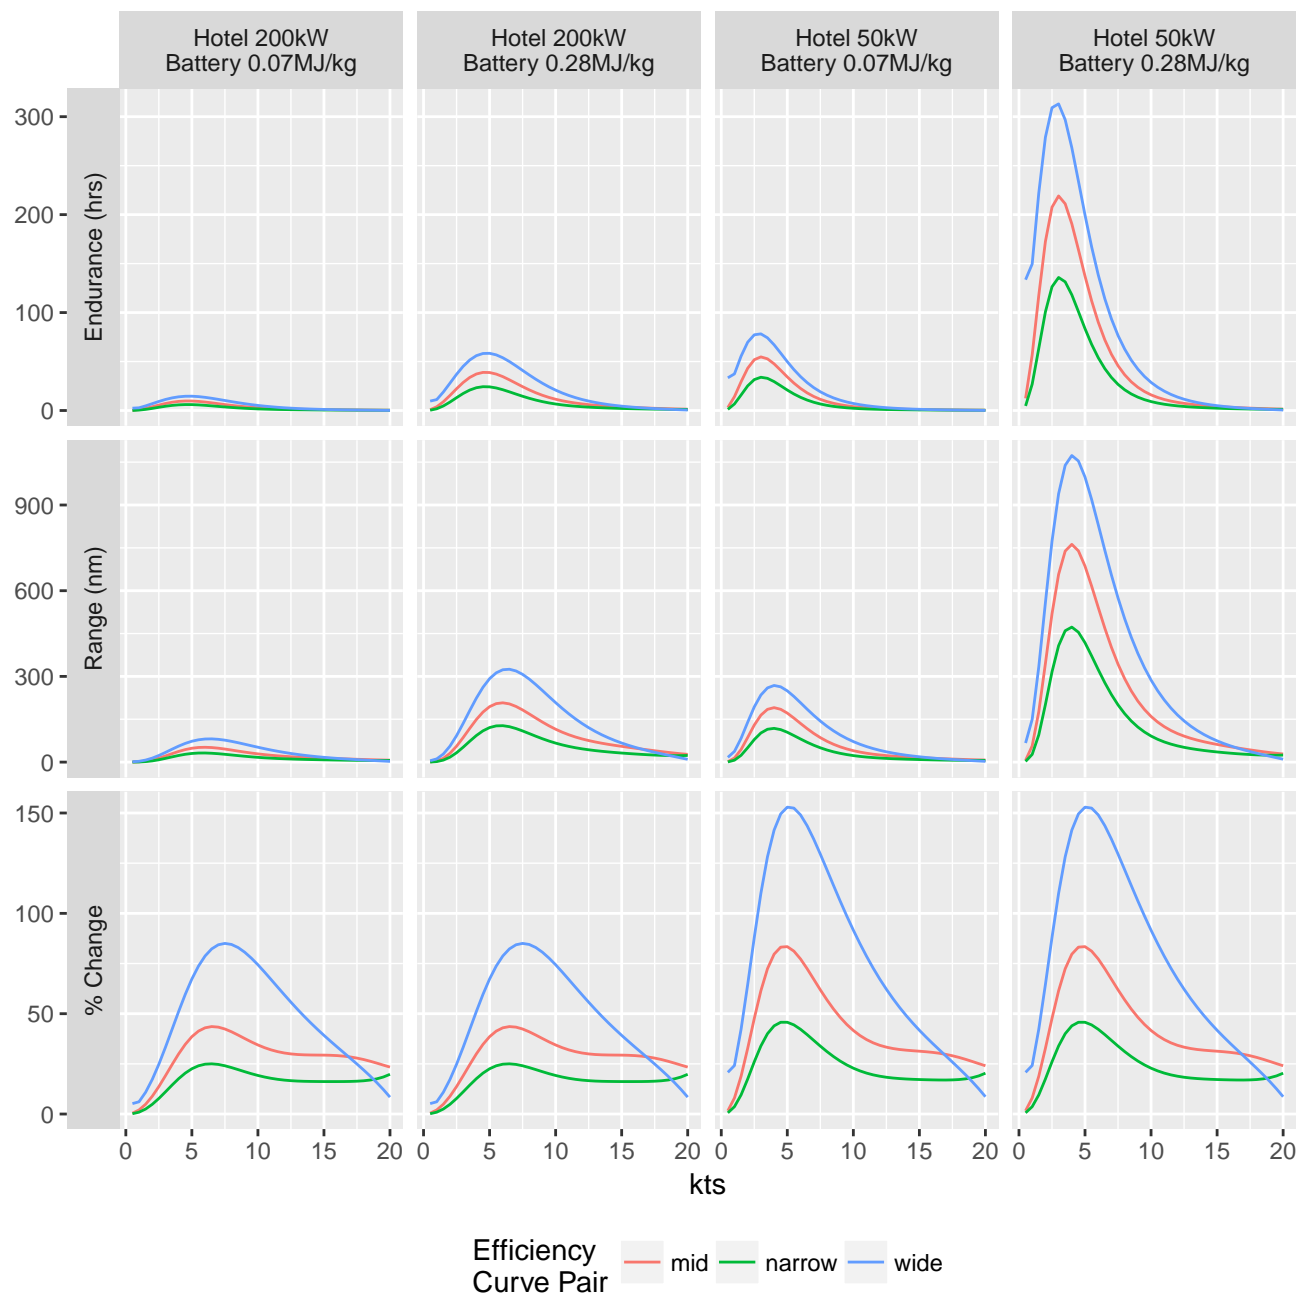 Hotel 200kW
Battery 0.07MJ/kg
Hotel 200kW
Battery 0.28MJ/kg
Hotel 50kW
Battery 0.07MJ/kg
Hotel 50kW
Battery 0.28MJ/kg
Endurance (hrs)
300
200
100
0
Range (nm)
900
600
300
0
% Change
150
100
50
0
0 5 10 15 20
0 5 10 15 20
0 5 10 15 20
0 5 10 15 20
kts
Efficiency
Curve Pair
mid
narrow
wide